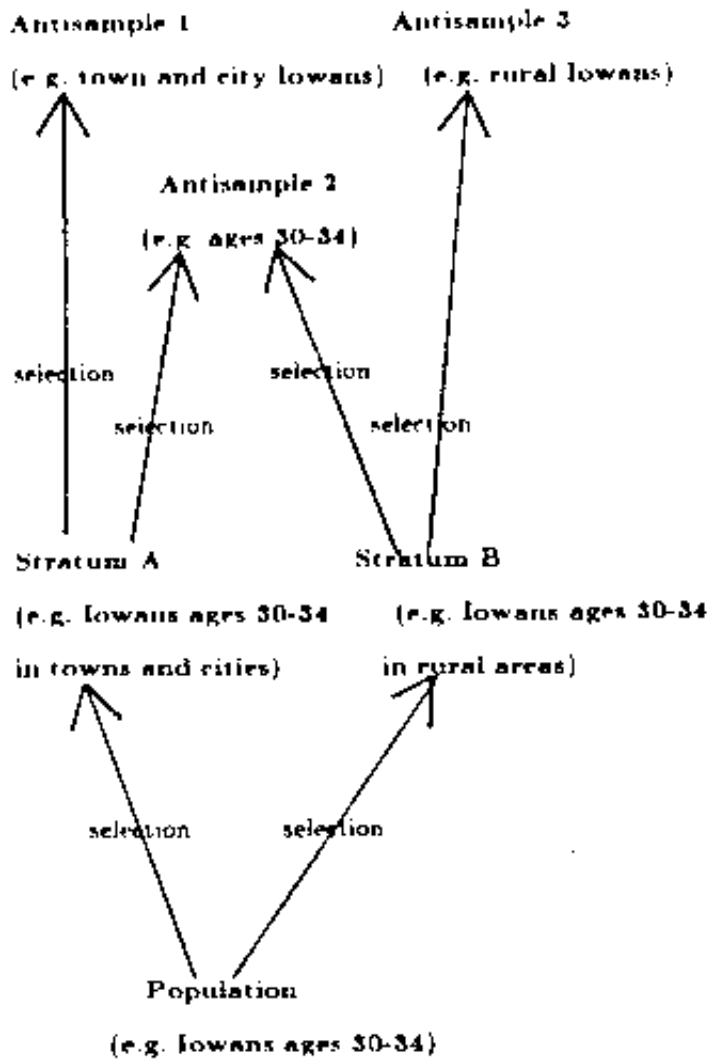 Antisample 1
Antisample 3
(e.g. town and city Iowans)
(e.g. rural Iowans)
Antisample 2
(e.g. ages 30-34)
selection
selection
selection
selection
Stratum A
Stratum B
(e.g. Iowans ages 30-34
in towns and cities)
(e.g. Iowans ages 30-34
in rural areas)
selection
selection
Population
(e.g. Iowans ages 30-34)